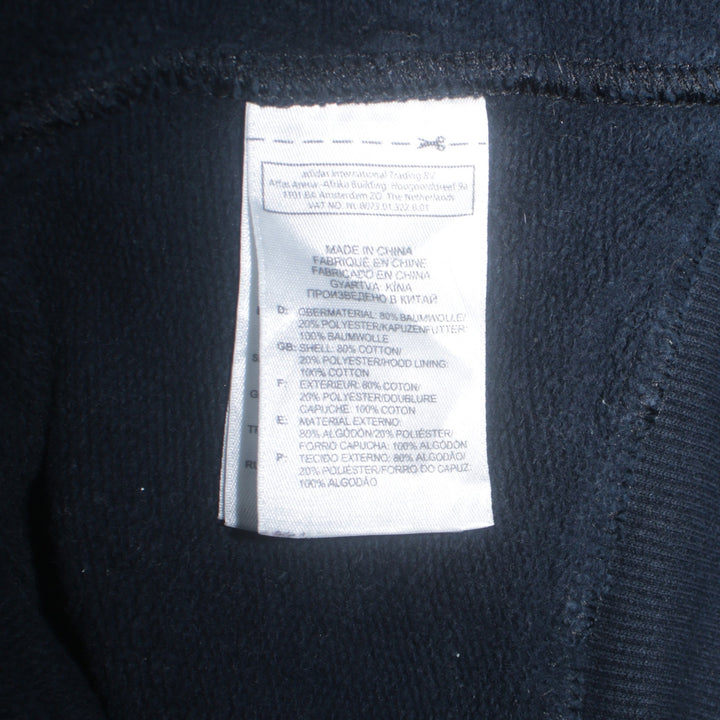 adidas International Trading BV
Atlas Arena- Afrika Building, Hoogoorddreef 9a
1101 BA Amsterdam ZO, The Netherlands
VAT NO. NL 8073.01.322.B.01
MADE IN CHINA
FABRIQUÉ EN CHINE
FABRICADO EN CHINA
GYÁRTVA: KÍNA
ПРОИЗВЕДЕНО В КИТАЙ
D: OBERMATERIAL: 80% BAUMWOLLE/
20% POLYESTER/KAPUZENFUTTER:
100% BAUMWOLLE
GB: SHELL: 80% COTTON/
20% POLYESTER/HOOD LINING:
100% COTTON
F: EXTERIEUR: 80% COTON/
20% POLYESTER/DOUBLURE
CAPUCHE: 100% COTON
E: MATERIAL EXTERNO:
80% ALGODÓN/20% POLIÉSTER/
FORRO CAPUCHA: 100% ALGODÓN
P: TECIDO EXTERNO: 80% ALGODÃO/
20% POLIÉSTER/FORRO DO CAPUZ:
100% ALGODÃO